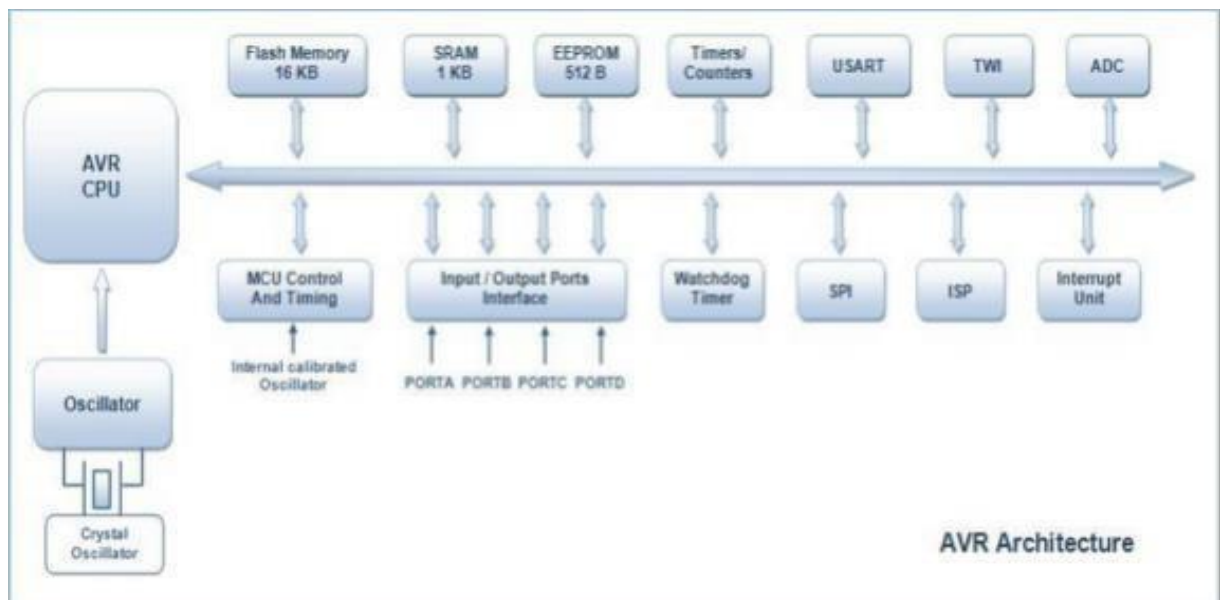 Flash Memory
16 KB
SRAM
1 KB
EEPROM
512 B
Timers/
Counters
USART
TWI
ADC
AVR
CPU
MCU Control
And Timing
Input / Output Ports
Interface
Watchdog
Timer
SPI
ISP
Interrupt
Unit
Internal calibrated
Oscillator
PORTA PORTB PORTC PORTD
Oscillator
Crystal
Oscillator
AVR Architecture